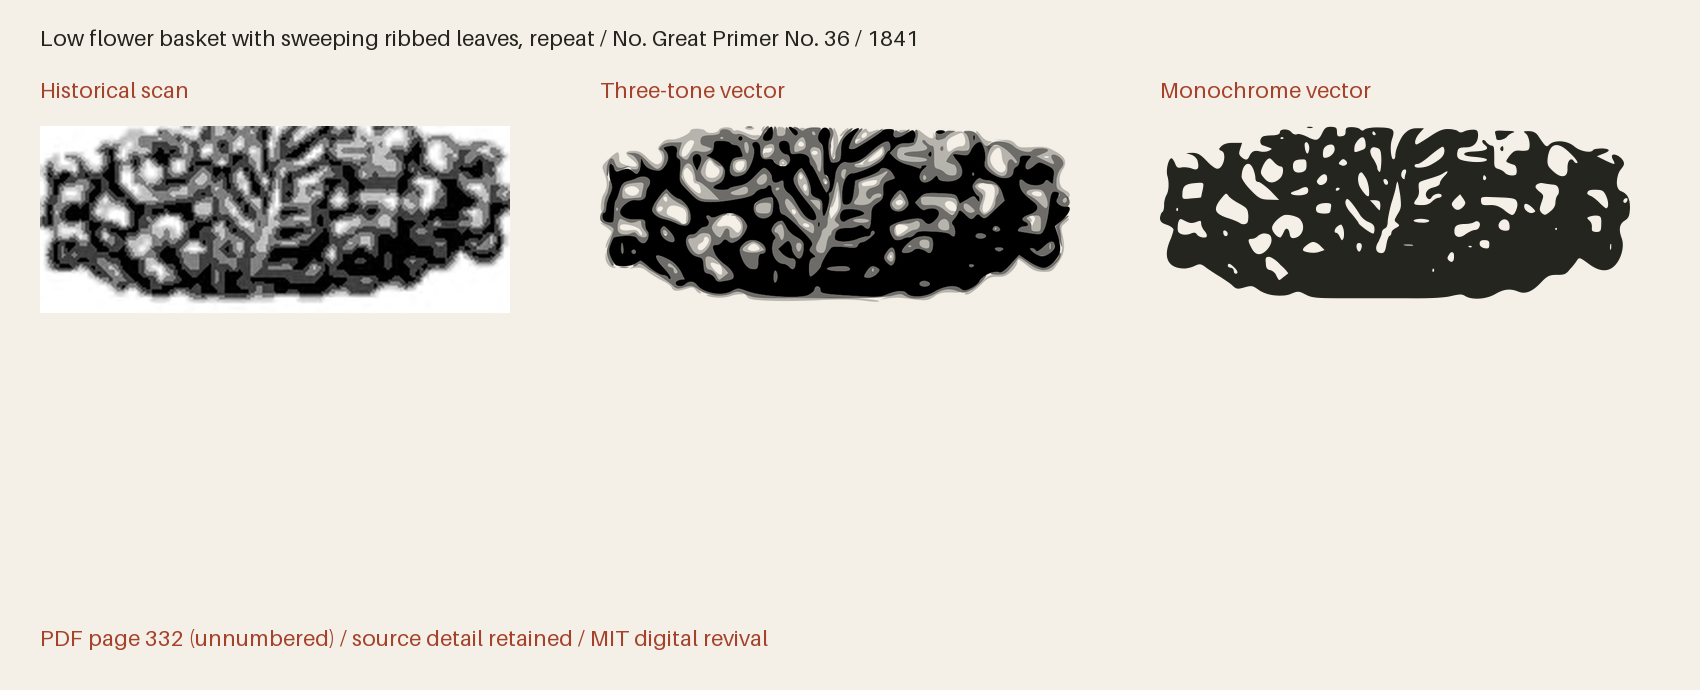 Low flower basket with sweeping ribbed leaves, repeat / No. Great Primer No. 36 / 1841
Historical scan
Three-tone vector
Monochrome vector
PDF page 332 (unnumbered) / source detail retained / MIT digital revival